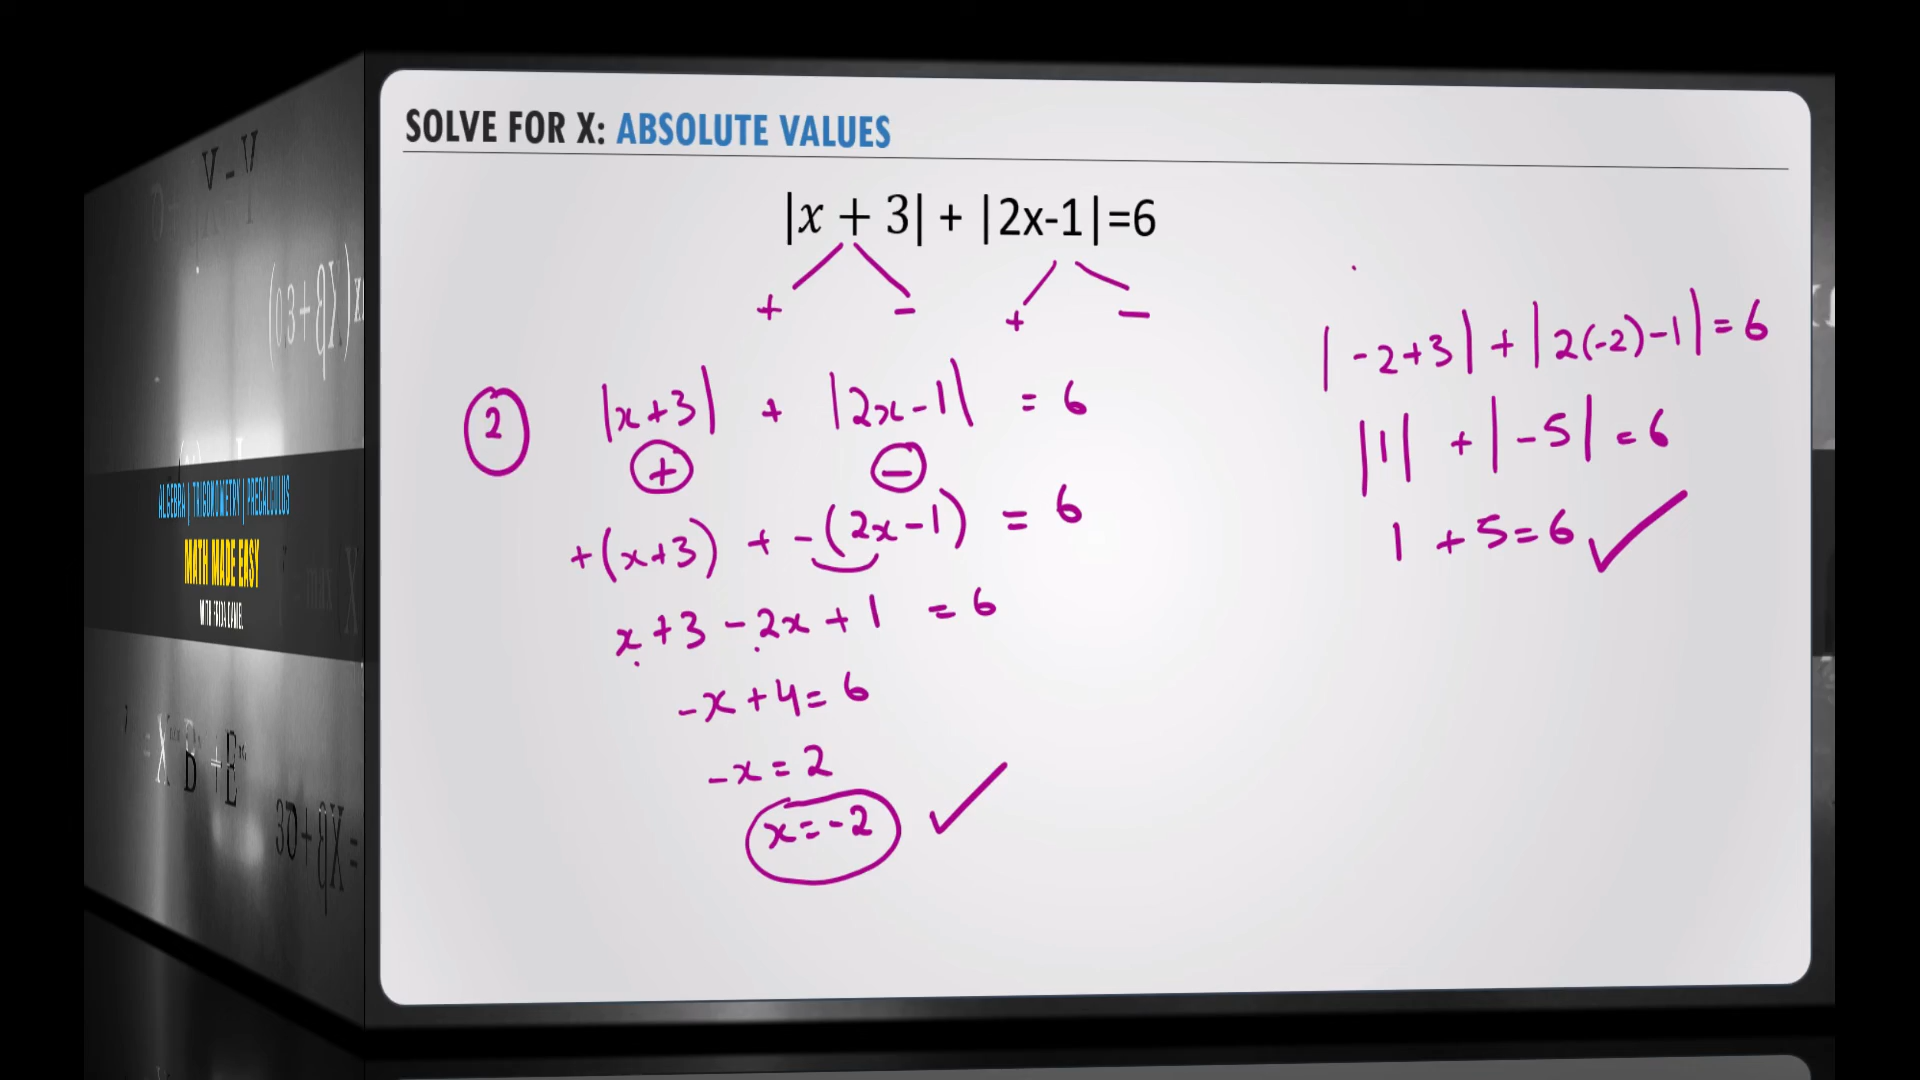 SOLVE FOR X: ABSOLUTE VALUES
|x + 3| + |2x-1|=6
+ - + -
2
|x+3| + |2x-1| = 6
+ -
+(x+3) + -(2x-1) = 6
x+3-2x+1 = 6
-x+4=6
-x=2
x=-2 ✓
|-2+3|+|2(-2)-1|=6
|1| +|-5|=6
1 +5=6 ✓
ALGEBRA | TRIGONOMETRY | PRECALCULUS
MATH MADE EASY